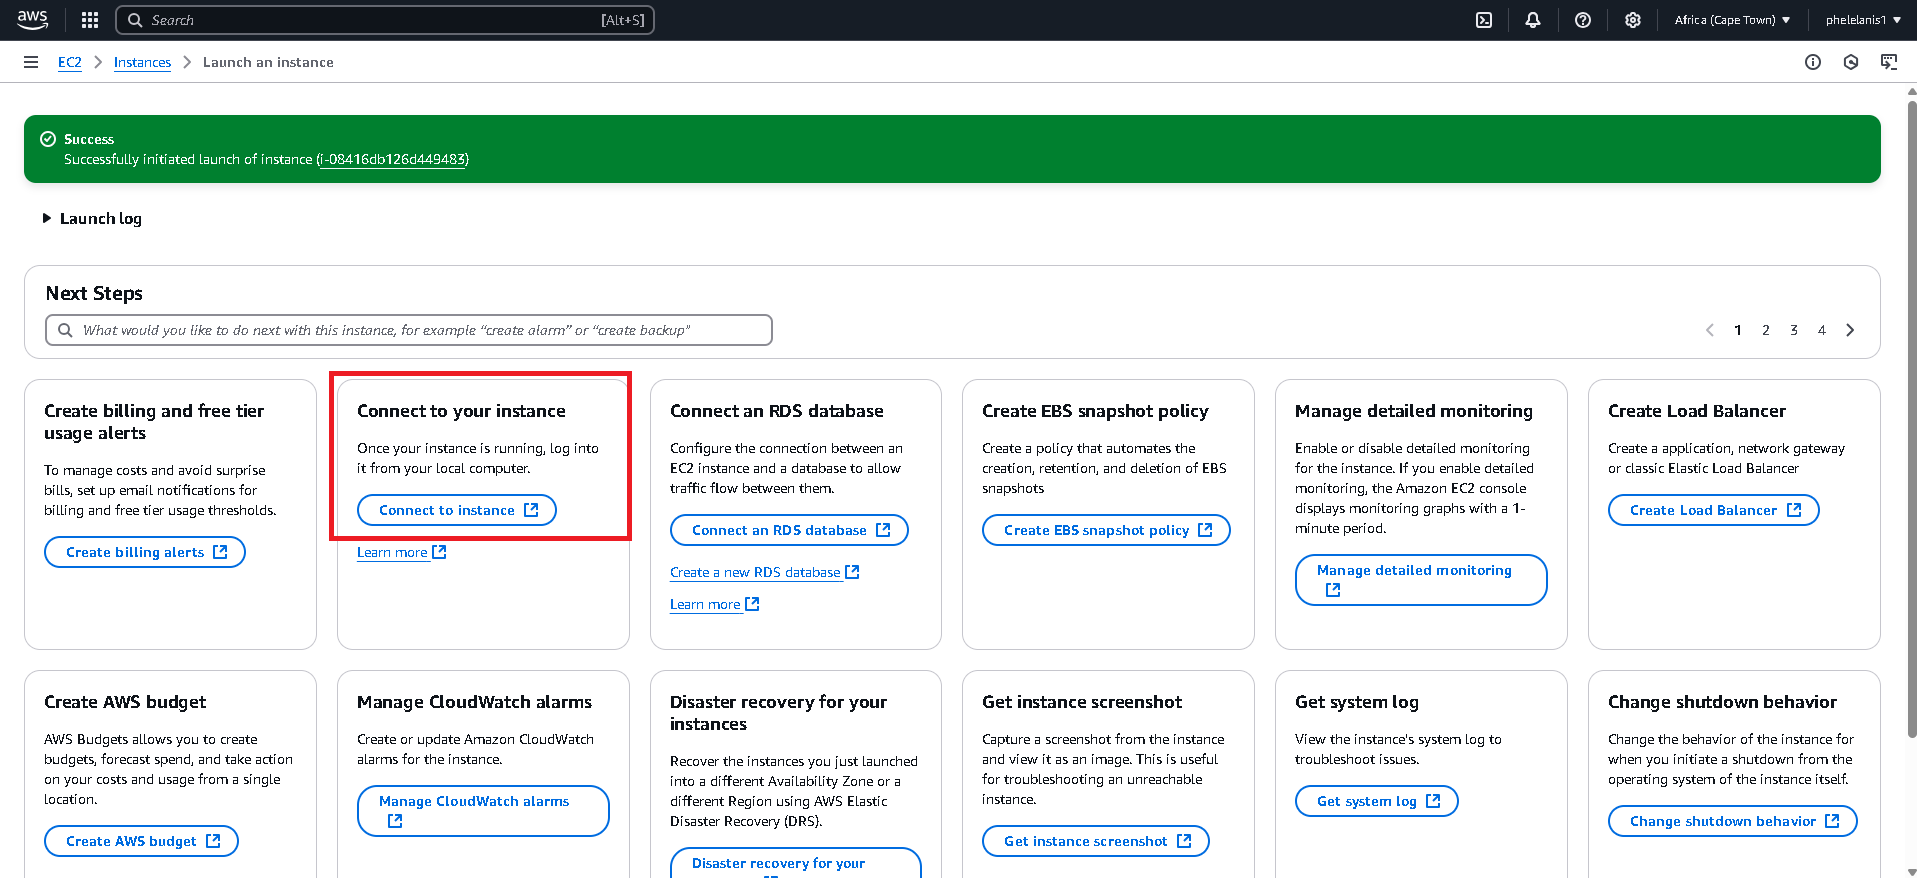 aws
Search [Alt+S]
Africa (Cape Town)
phelelanis1
EC2 Instances Launch an instance
Success
Successfully initiated launch of instance (i-08416db126d449483)
Launch log
Next Steps
What would you like to do next with this instance, for example “create alarm” or “create backup”
1 2 3 4
Create billing and free tier
usage alerts
To manage costs and avoid surprise
bills, set up email notifications for
billing and free tier usage thresholds.
Create billing alerts
Connect to your instance
Once your instance is running, log into
it from your local computer.
Connect to instance
Learn more
Connect an RDS database
Configure the connection between an
EC2 instance and a database to allow
traffic flow between them.
Connect an RDS database
Create a new RDS database
Learn more
Create EBS snapshot policy
Create a policy that automates the
creation, retention, and deletion of EBS
snapshots
Create EBS snapshot policy
Manage detailed monitoring
Enable or disable detailed monitoring
for the instance. If you enable detailed
monitoring, the Amazon EC2 console
displays monitoring graphs with a 1-
minute period.
Manage detailed monitoring
Create Load Balancer
Create a application, network gateway
or classic Elastic Load Balancer
Create Load Balancer
Create AWS budget
AWS Budgets allows you to create
budgets, forecast spend, and take action
on your costs and usage from a single
location.
Create AWS budget
Manage CloudWatch alarms
Create or update Amazon CloudWatch
alarms for the instance.
Manage CloudWatch alarms
Disaster recovery for your
instances
Recover the instances you just launched
into a different Availability Zone or a
different Region using AWS Elastic
Disaster Recovery (DRS).
Disaster recovery for your
Get instance screenshot
Capture a screenshot from the instance
and view it as an image. This is useful
for troubleshooting an unreachable
instance.
Get instance screenshot
Get system log
View the instance's system log to
troubleshoot issues.
Get system log
Change shutdown behavior
Change the behavior of the instance for
when you initiate a shutdown from the
operating system of the instance itself.
Change shutdown behavior